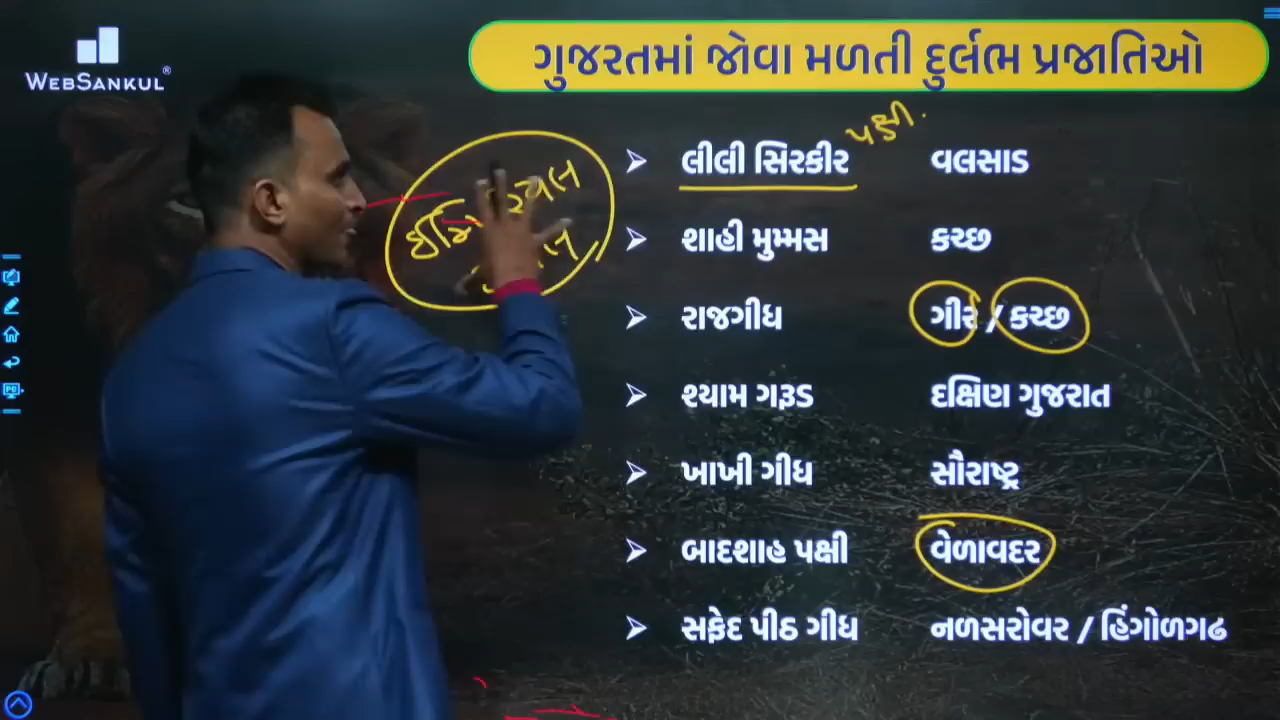 WEBSANKUL®
ગુજરતમાં જોવા મળતી દુર્લભ પ્રજાતિઓ
લીલી સિરકીર પક્ષી. વલસાડ
શાહી મુમ્મસ કચ્છ
રાજગીધ ગીર / કચ્છ
શ્યામ ગરૂડ દક્ષિણ ગુજરાત
ખાખી ગીધ સૌરાષ્ટ્ર
બાદશાહ પક્ષી વેળાવદર
સફેદ પીઠ ગીધ નળસરોવર / હિંગોળગઢ